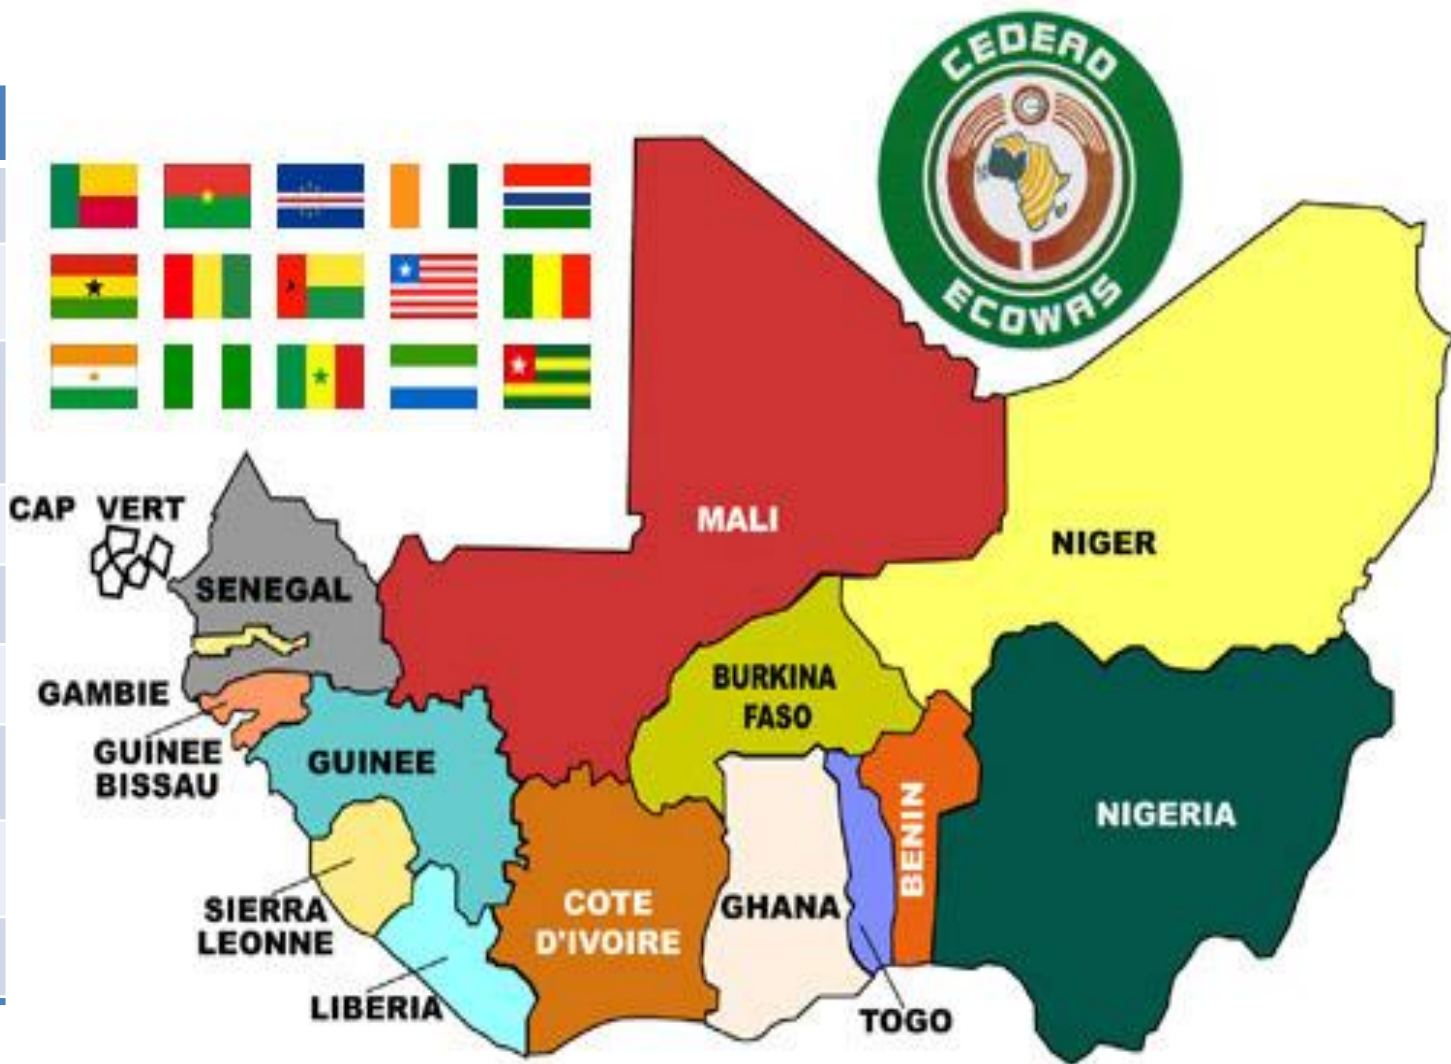 CEDEAO
ECOWAS
CAP VERT
SENEGAL
MALI
NIGER
GAMBIE
GUINEE
BISSAU
GUINEE
BURKINA
FASO
NIGERIA
BENIN
SIERRA
LEONNE
COTE
D'IVOIRE
GHANA
LIBERIA
TOGO